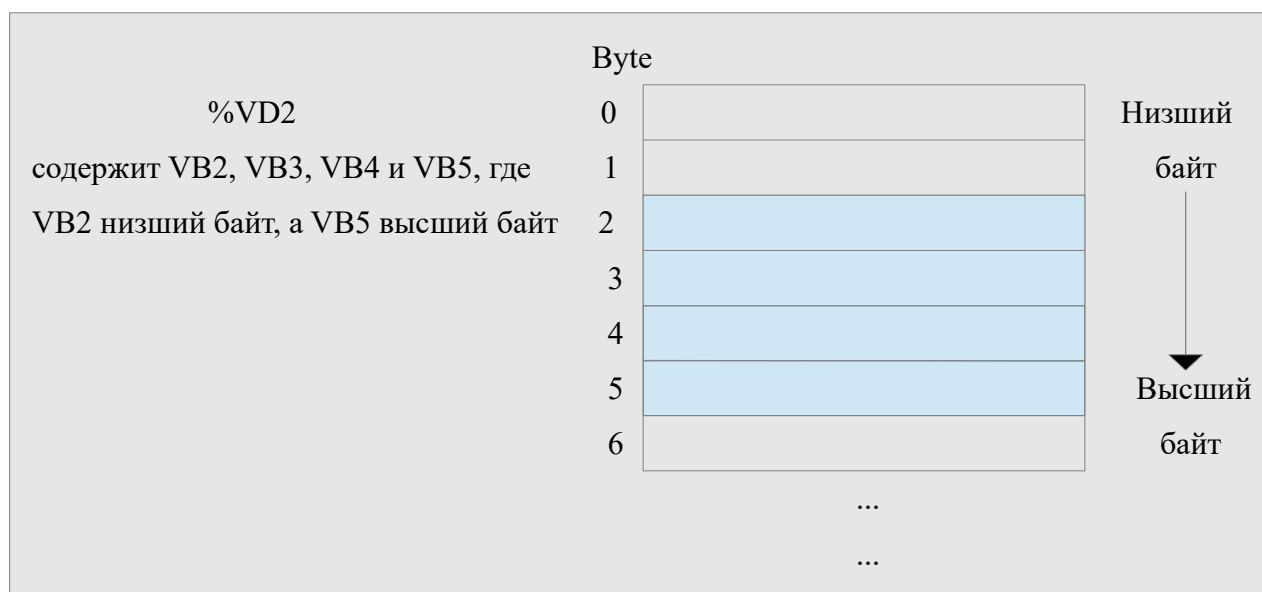 Byte
%VD2 0 Низший
содержит VB2, VB3, VB4 и VB5, где 1 байт
VB2 низший байт, а VB5 высший байт 2
3
4
5 Высший
6 байт
...
...